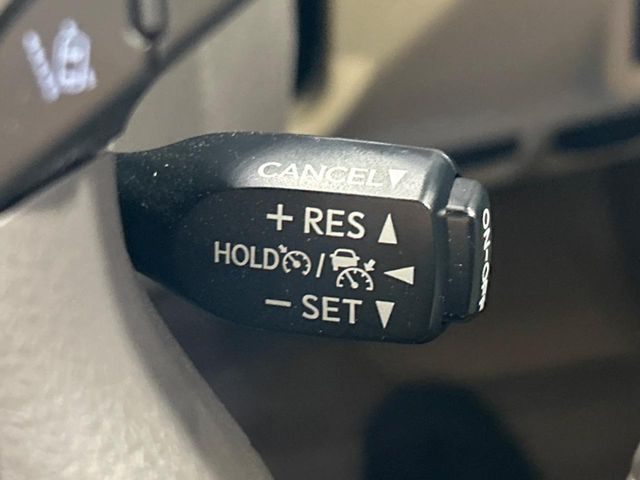 CANCEL▼
+ RES ▲
HOLD / ◄
− SET ▼
ON-OFF